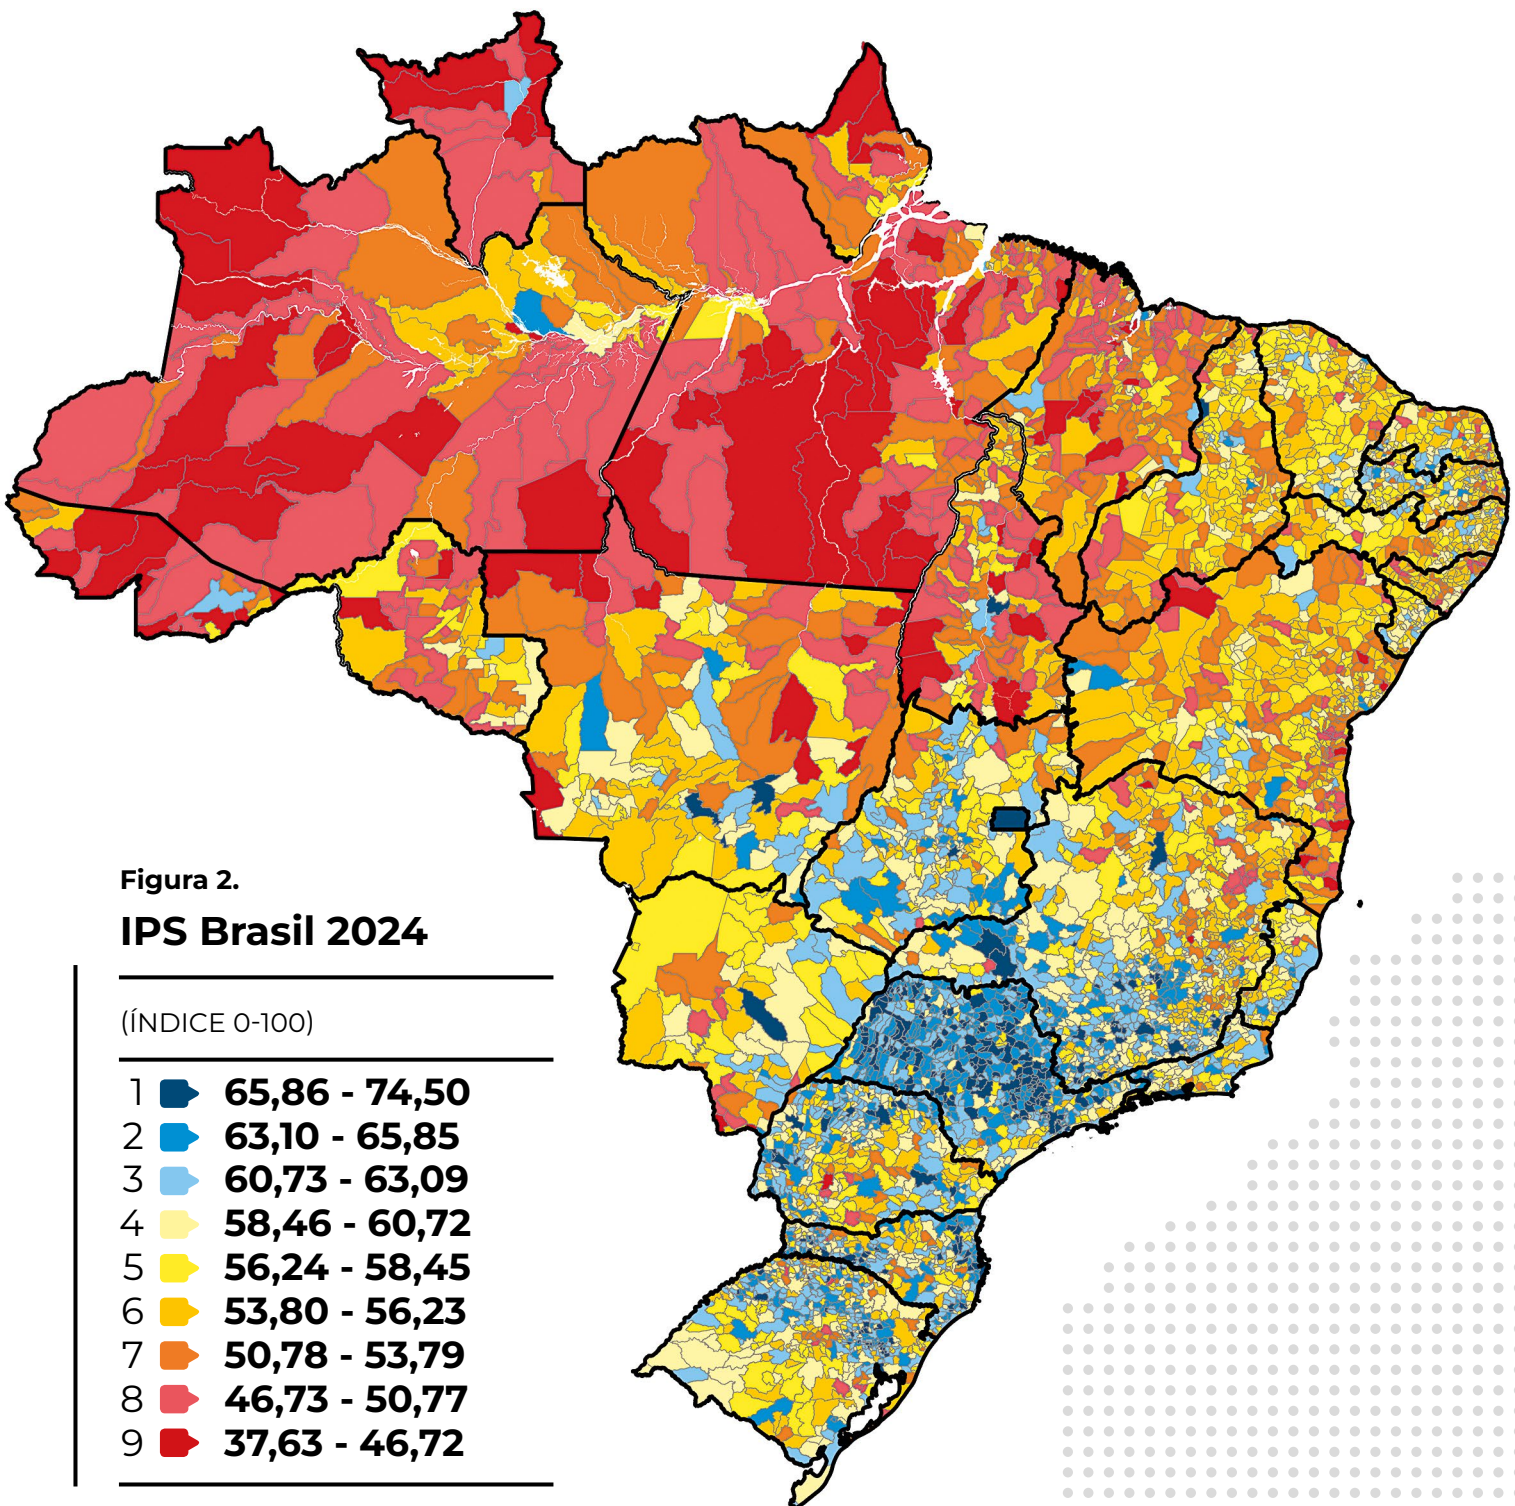 Figura 2.
IPS Brasil 2024
(ÍNDICE 0-100)
1 65,86 - 74,50
2 63,10 - 65,85
3 60,73 - 63,09
4 58,46 - 60,72
5 56,24 - 58,45
6 53,80 - 56,23
7 50,78 - 53,79
8 46,73 - 50,77
9 37,63 - 46,72